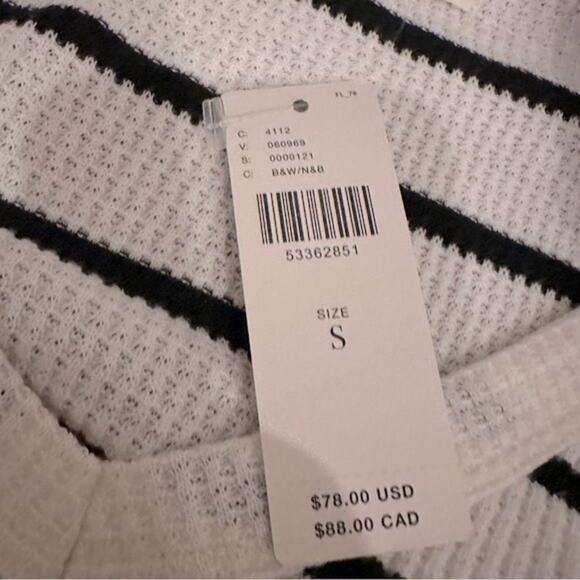 FL_78
C: 4112
V: 060969
S: 0000121
C: B&W/N&B
53362851
SIZE
S
$78.00 USD
$88.00 CAD